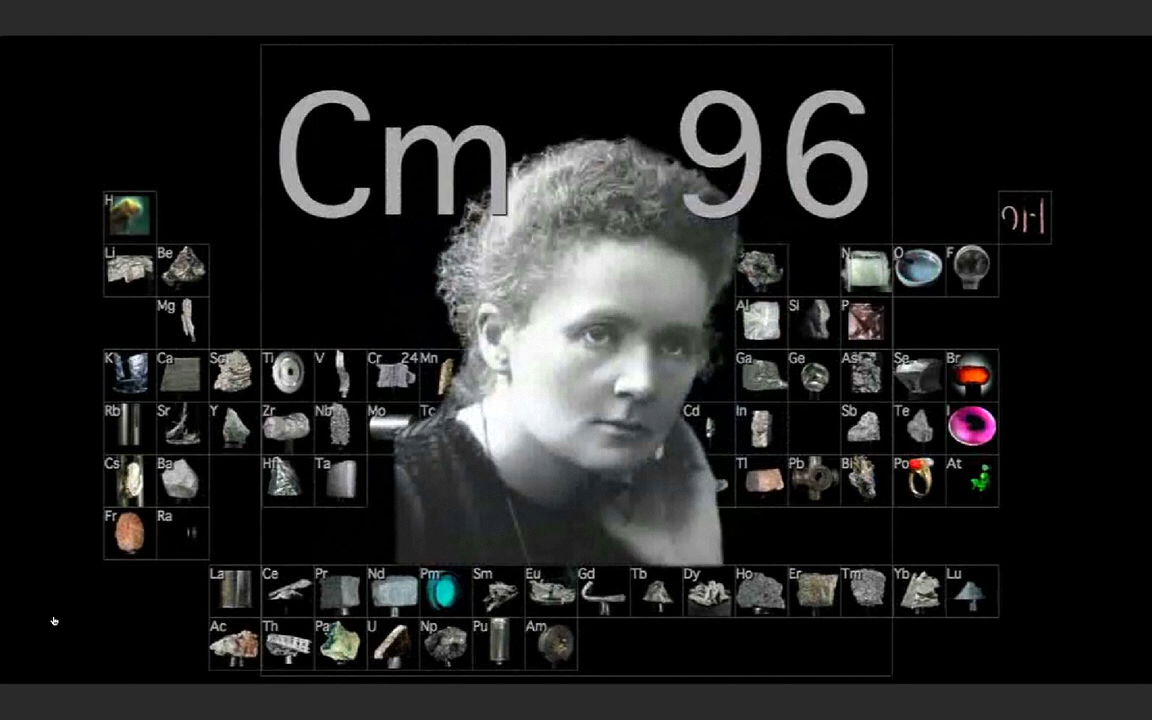 Cm 96
H
Li Be N O F
Mg Al Si P
K Ca Sc Ti V Cr 24 Mn Ga Ge As Se Br
Rb Sr Y Zr Nb Mo Tc Cd In Sb Te I
Cs Ba Hf Ta Tl Pb Bi Po At
Fr Ra
La Ce Pr Nd Pm Sm Eu Gd Tb Dy Ho Er Tm Yb Lu
Ac Th Pa U Np Pu Am